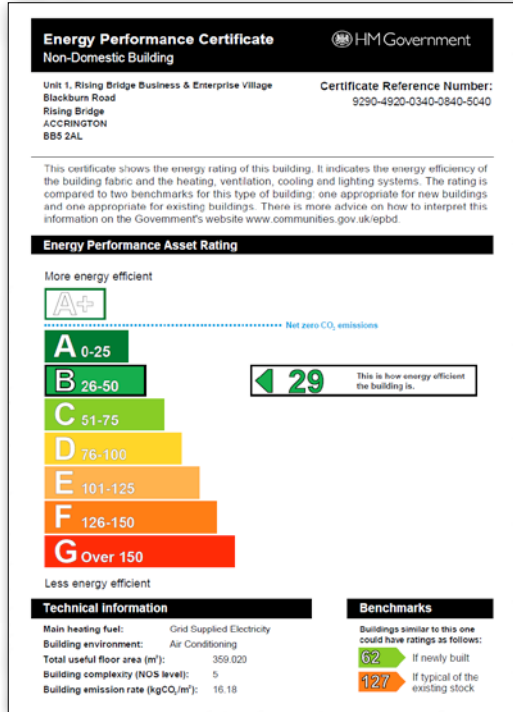 Energy Performance Certificate
HM Government
Non-Domestic Building
Unit 1, Rising Bridge Business & Enterprise Village
Blackburn Road
Rising Bridge
ACCRINGTON
BB5 2AL
Certificate Reference Number:
9290-4920-0340-0840-5040
This certificate shows the energy rating of this building. It indicates the energy efficiency of
the building fabric and the heating, ventilation, cooling and lighting systems. The rating is
compared to two benchmarks for this type of building: one appropriate for new buildings
and one appropriate for existing buildings. There is more advice on how to interpret this
information on the Government's website www.communities.gov.uk/epbd.
Energy Performance Asset Rating
More energy efficient
A+
Net zero CO₂ emissions
A 0-25
B 26-50
29
This is how energy efficient
the building is.
C 51-75
D 76-100
E 101-125
F 126-150
G Over 150
Less energy efficient
Technical information
Main heating fuel: Grid Supplied Electricity
Building environment: Air Conditioning
Total useful floor area (m²): 359.020
Building complexity (NOS level): 5
Building emission rate (kgCO₂/m²): 16.18
Benchmarks
Buildings similar to this one
could have ratings as follows:
62 If newly built
127 If typical of the
existing stock